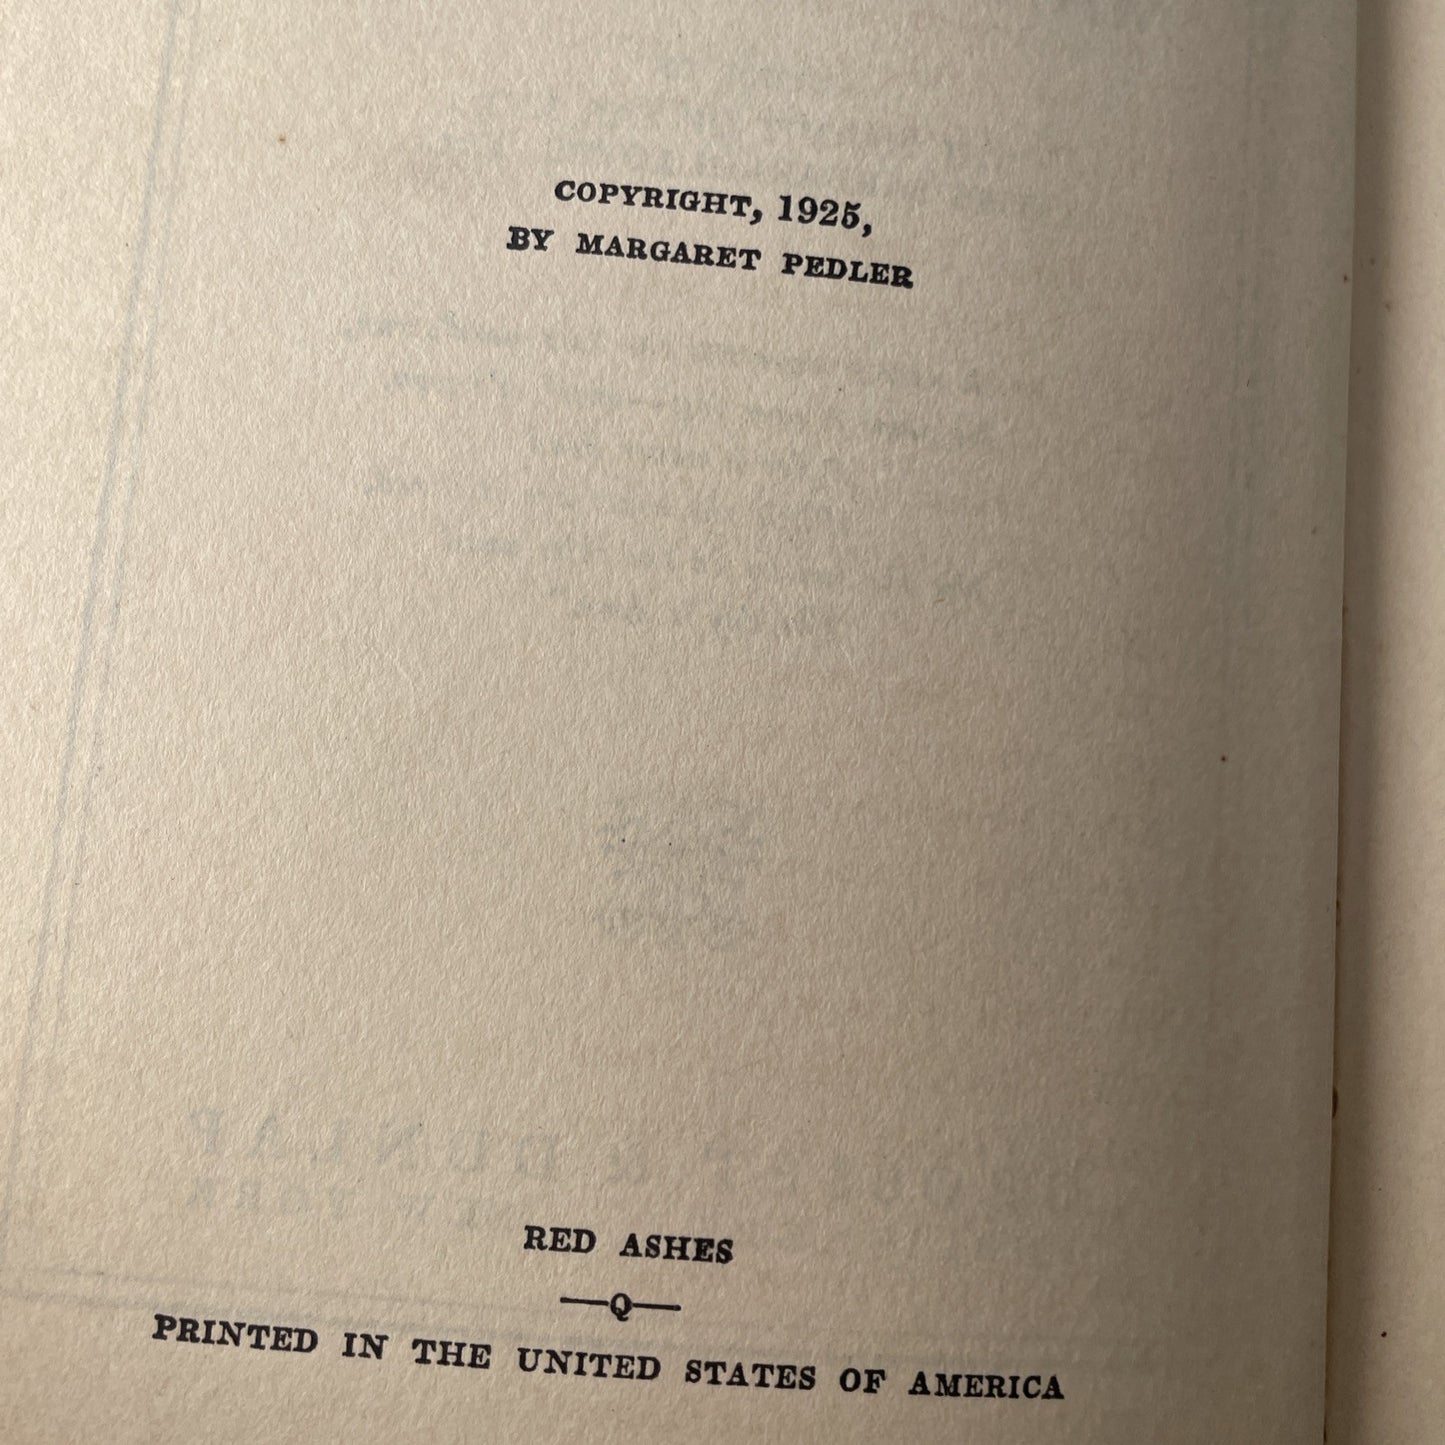 COPYRIGHT, 1925,
BY MARGARET PEDLER
RED ASHES
—Q—
PRINTED IN THE UNITED STATES OF AMERICA